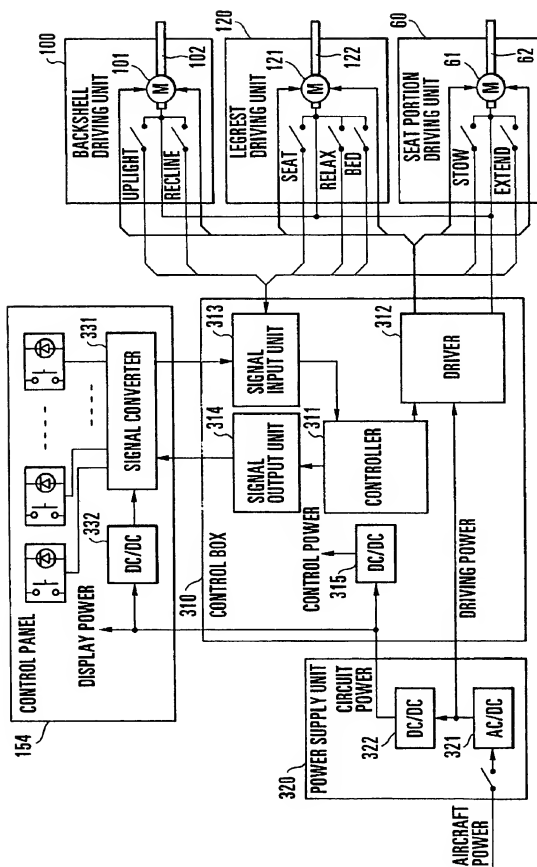 100
BACKSHELL
DRIVING UNIT
UPLIGHT
RECLINE
101
M
102
120
LEGREST
DRIVING UNIT
SEAT
RELAX
BED
121
M
122
60
SEAT PORTION
DRIVING UNIT
STOW
EXTEND
61
M
62
154
CONTROL PANEL
DISPLAY POWER
331
SIGNAL CONVERTER
332
DC/DC
310
CONTROL BOX
313
SIGNAL
INPUT UNIT
314
SIGNAL
OUTPUT UNIT
311
CONTROLLER
312
DRIVER
CONTROL POWER
315
DC/DC
DRIVING POWER
320
POWER SUPPLY UNIT
CIRCUIT
POWER
322
DC/DC
321
AC/DC
AIRCRAFT
POWER